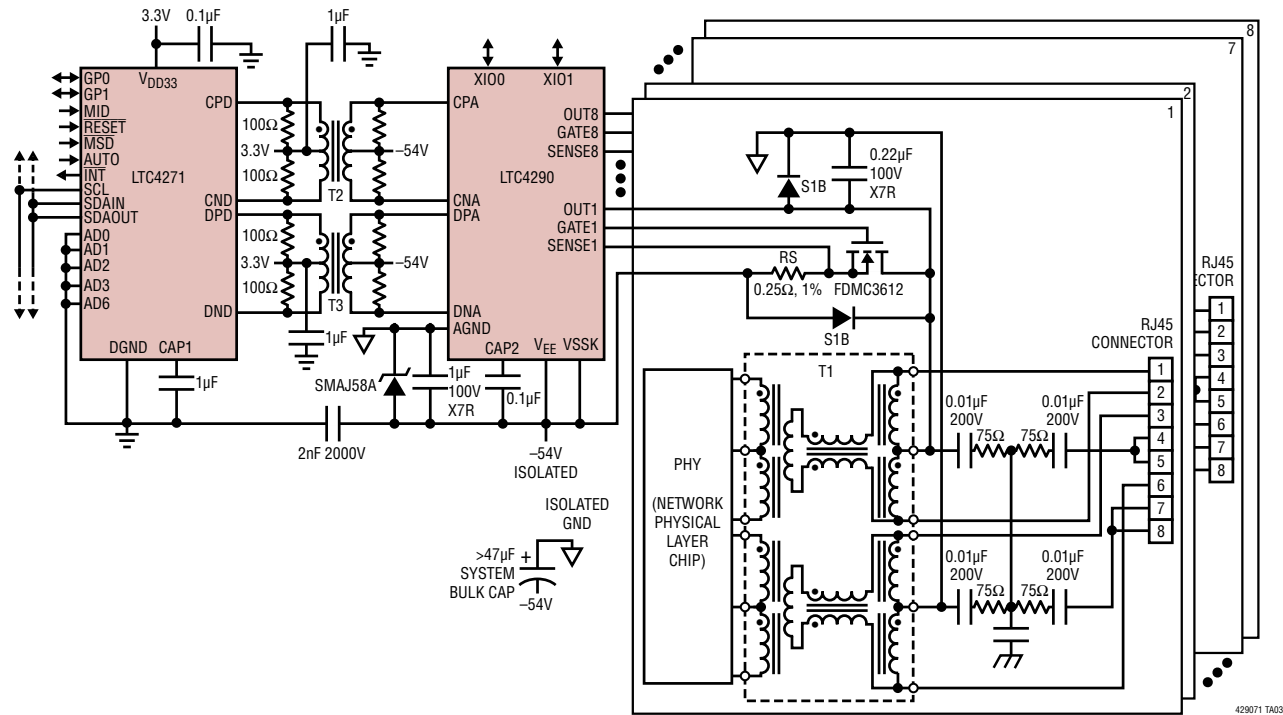 3.3V
0.1µF
1µF
8
7
2
1
GP0
GP1
MID
RESET
MSD
AUTO
INT
SCL
SDAIN
SDAOUT
AD0
AD1
AD2
AD3
AD6
VDD33
CPD
CND
DPD
DND
LTC4271
DGND
CAP1
100Ω
3.3V
100Ω
T2
–54V
100Ω
3.3V
100Ω
T3
–54V
1µF
1µF
XIO0
XIO1
CPA
CNA
DPA
DNA
AGND
LTC4290
CAP2
VEE
VSSK
OUT8
GATE8
SENSE8
OUT1
GATE1
SENSE1
SMAJ58A
1µF
100V
X7R
0.1µF
2nF 2000V
–54V
ISOLATED
ISOLATED
GND
>47µF
+
SYSTEM
BULK CAP
–54V
S1B
0.22µF
100V
X7R
RS
0.25Ω, 1%
FDMC3612
S1B
T1
PHY
(NETWORK
PHYSICAL
LAYER
CHIP)
0.01µF
200V
75Ω
75Ω
0.01µF
200V
0.01µF
200V
75Ω
75Ω
0.01µF
200V
RJ45
CONNECTOR
1
2
3
4
5
6
7
8
RJ45
ECTOR
1
2
3
4
5
6
7
8
429071 TA03